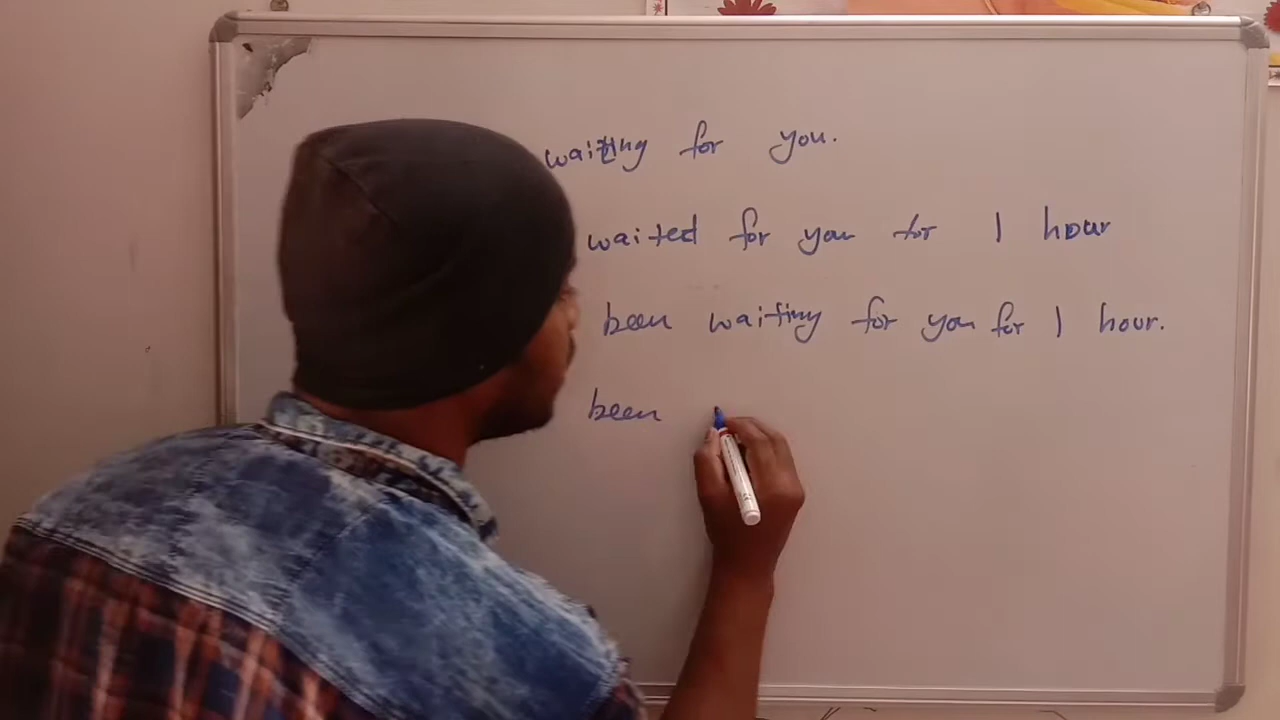 waiting for you.
waited for you for 1 hour
been waiting for you for 1 hour.
been